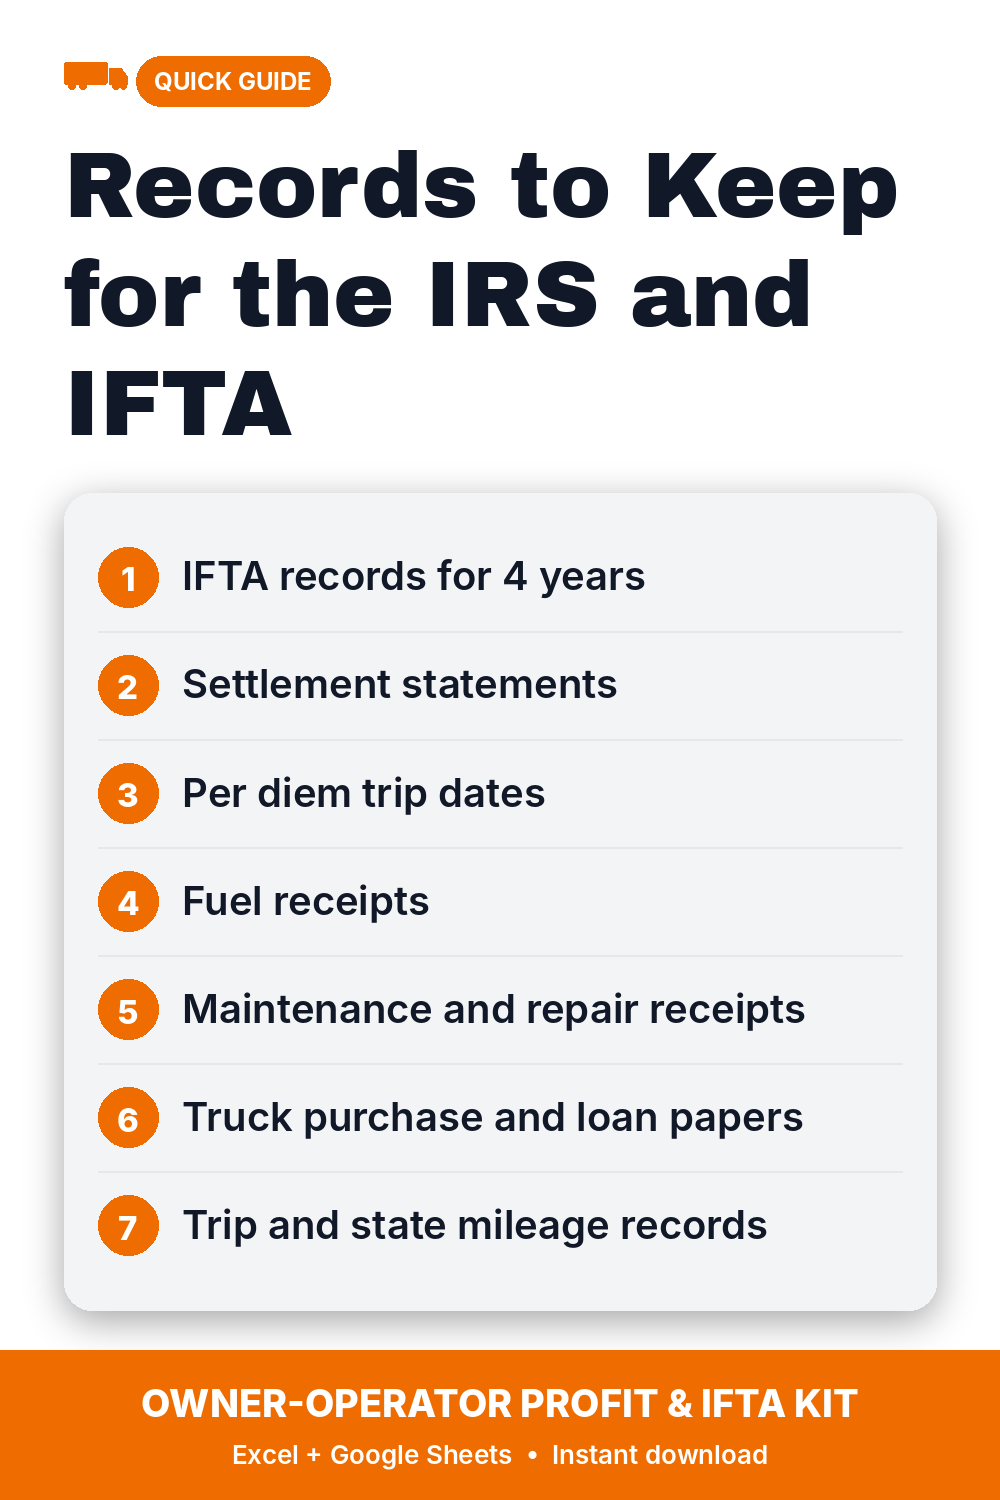 QUICK GUIDE
Records to Keep
for the IRS and
IFTA
1 IFTA records for 4 years
2 Settlement statements
3 Per diem trip dates
4 Fuel receipts
5 Maintenance and repair receipts
6 Truck purchase and loan papers
7 Trip and state mileage records
OWNER-OPERATOR PROFIT & IFTA KIT
Excel + Google Sheets • Instant download